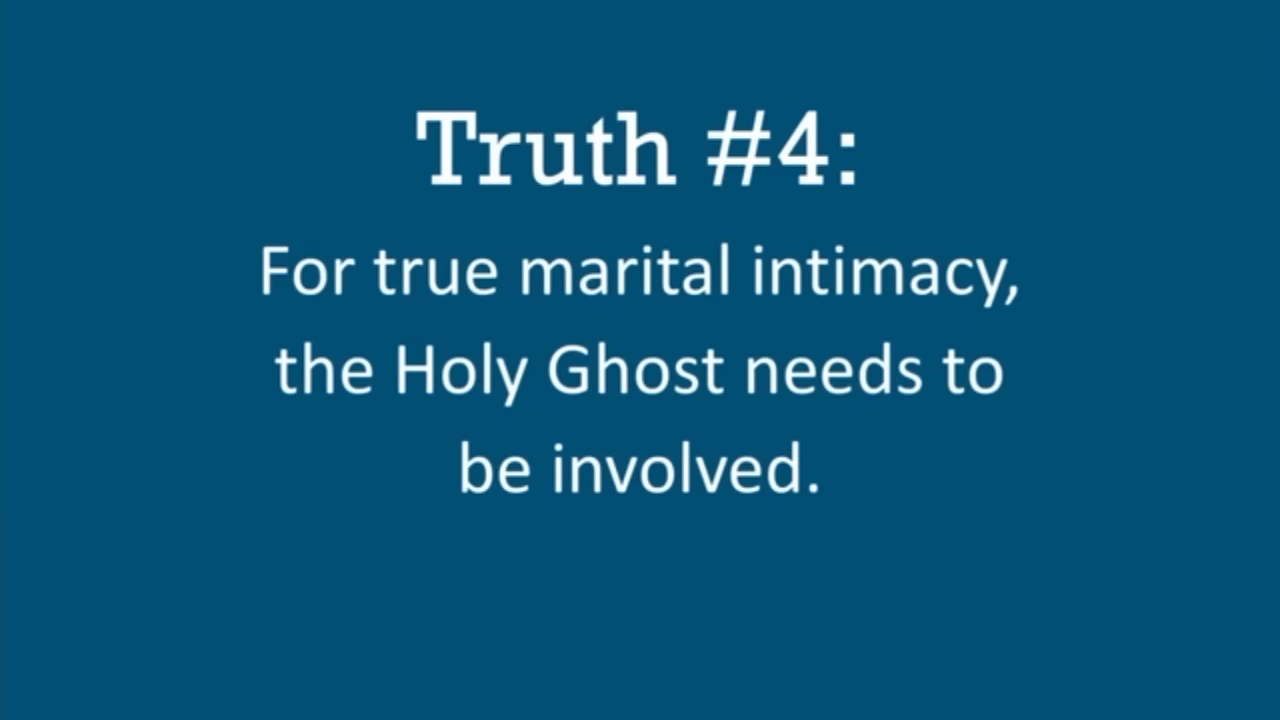 Truth #4:
For true marital intimacy,
the Holy Ghost needs to
be involved.